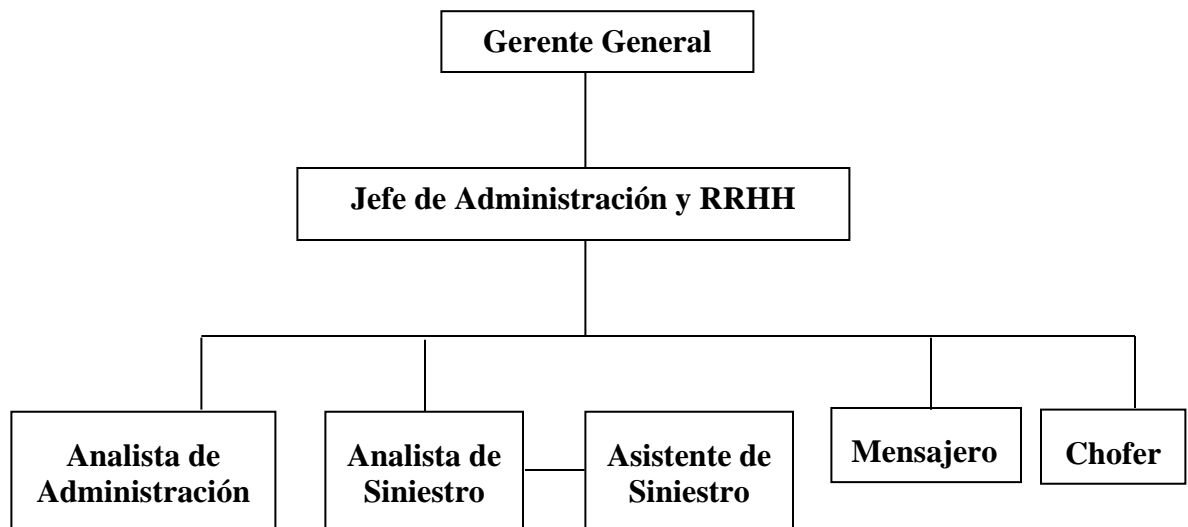 Gerente General
Jefe de Administración y RRHH
Analista de
Administración
Analista de
Siniestro
Asistente de
Siniestro
Mensajero
Chofer